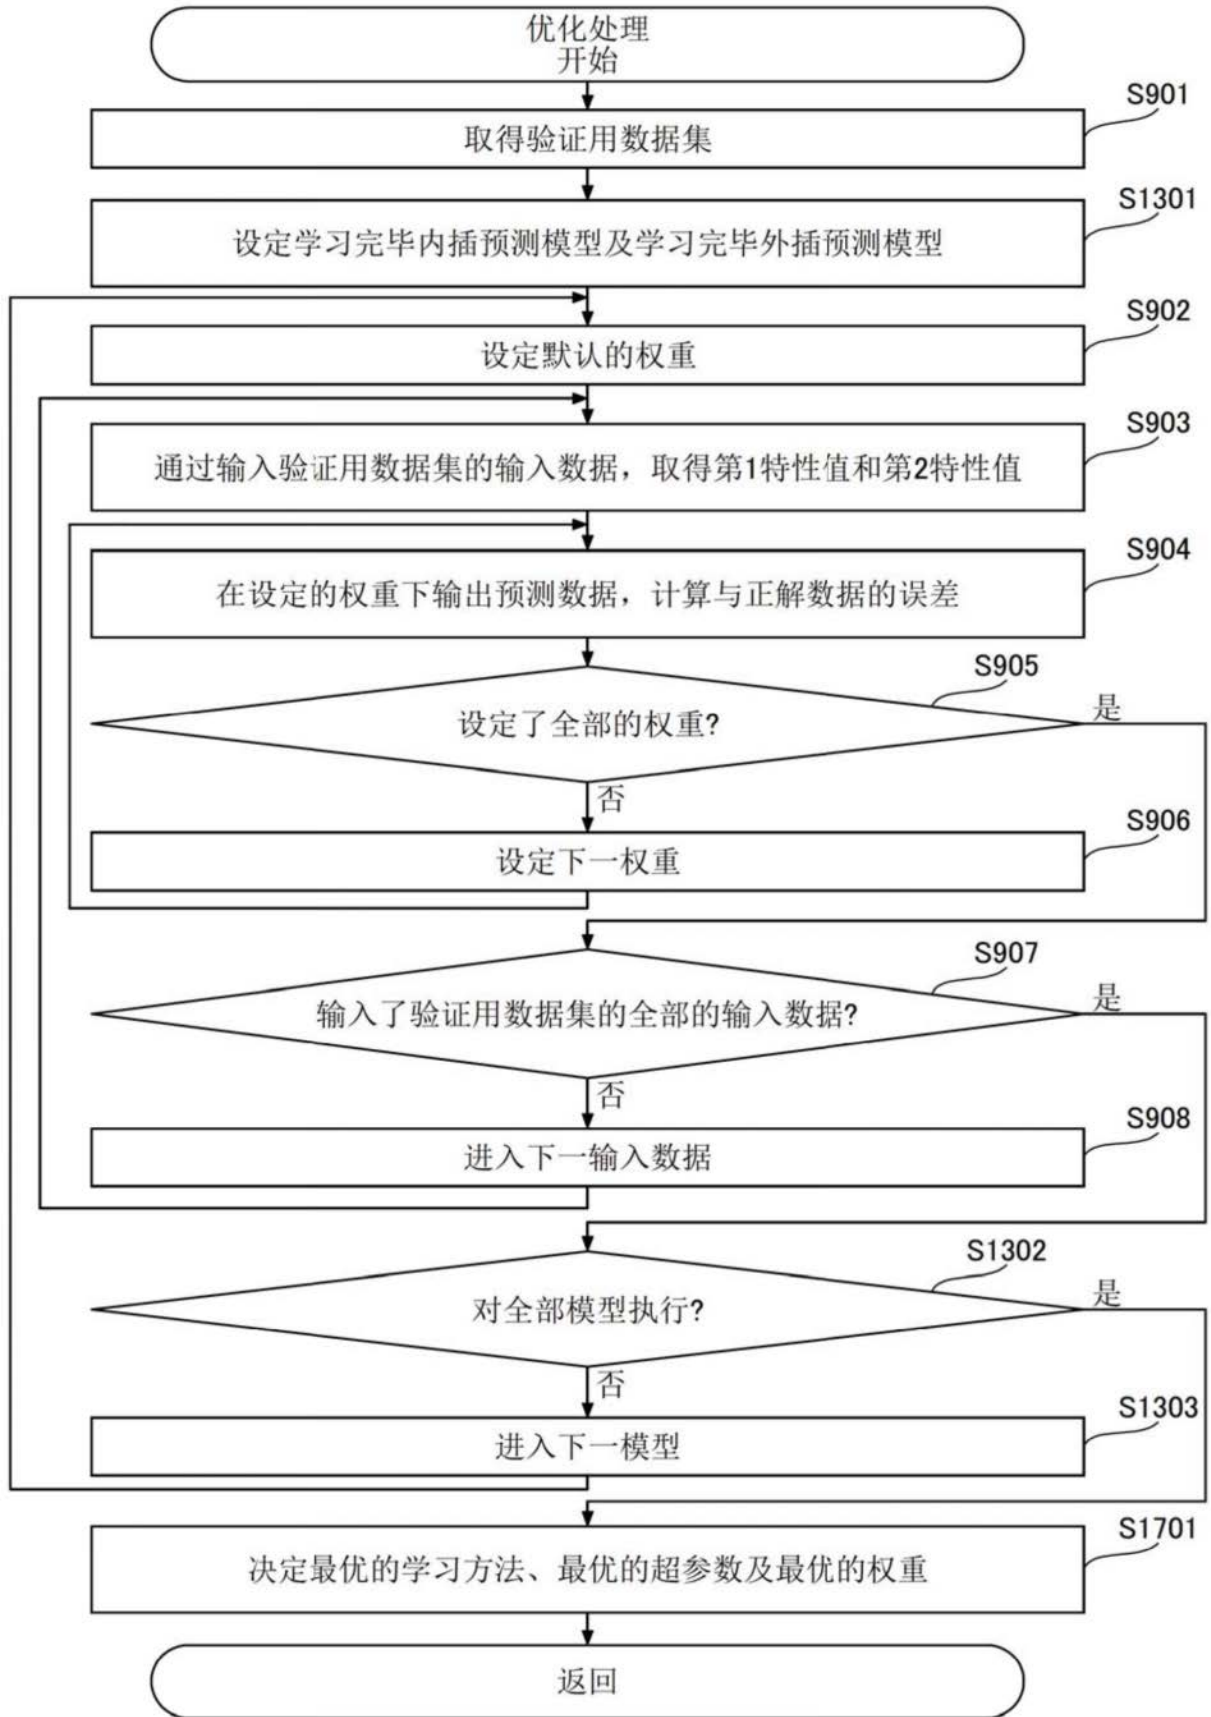 优化处理
开始
S901
取得验证用数据集
S1301
设定学习完毕内插预测模型及学习完毕外插预测模型
S902
设定默认的权重
S903
通过输入验证用数据集的输入数据，取得第1特性值和第2特性值
S904
在设定的权重下输出预测数据，计算与正解数据的误差
S905
设定了全部的权重?
是
否
S906
设定下一权重
S907
输入了验证用数据集的全部的输入数据?
是
否
S908
进入下一输入数据
S1302
对全部模型执行?
是
否
S1303
进入下一模型
S1701
决定最优的学习方法、最优的超参数及最优的权重
返回